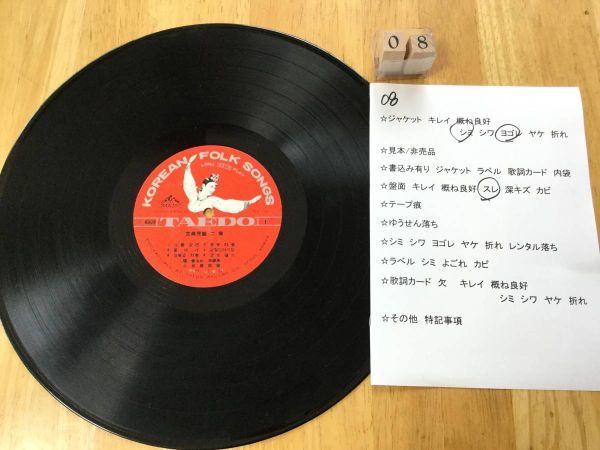 08
08
☆ジャケット キレイ 概ね良好
シミ シワ ヨゴレ ヤケ 折れ
☆見本/非売品
☆書込み有り ジャケット ラベル 歌詞カード 内袋
☆盤面 キレイ 概ね良好 スレ 深キズ カビ
☆テープ痕
☆ゆうせん落ち
☆シミ シワ ヨゴレ ヤケ 折れ レンタル落ち
☆ラベル シミ よごれ カビ
☆歌詞カード 欠 キレイ 概ね良好
シミ シワ ヤケ 折れ
☆その他 特記事項
KOREAN FOLK SONGS
LONG PLAY
TAEDO